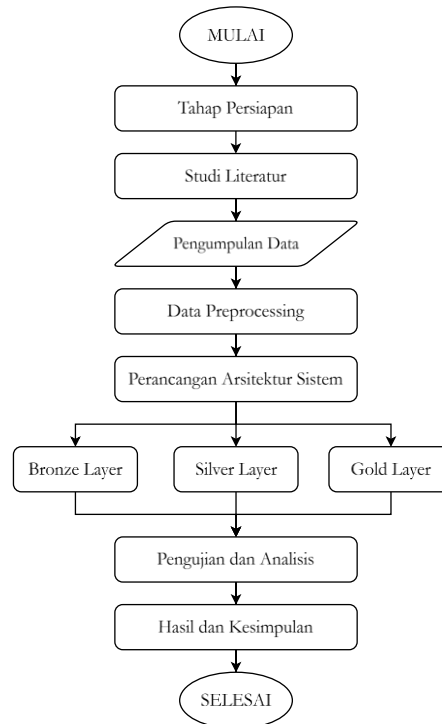 MULAI
Tahap Persiapan
Studi Literatur
Pengumpulan Data
Data Preprocessing
Perancangan Arsitektur Sistem
Bronze Layer
Silver Layer
Gold Layer
Pengujian dan Analisis
Hasil dan Kesimpulan
SELESAI